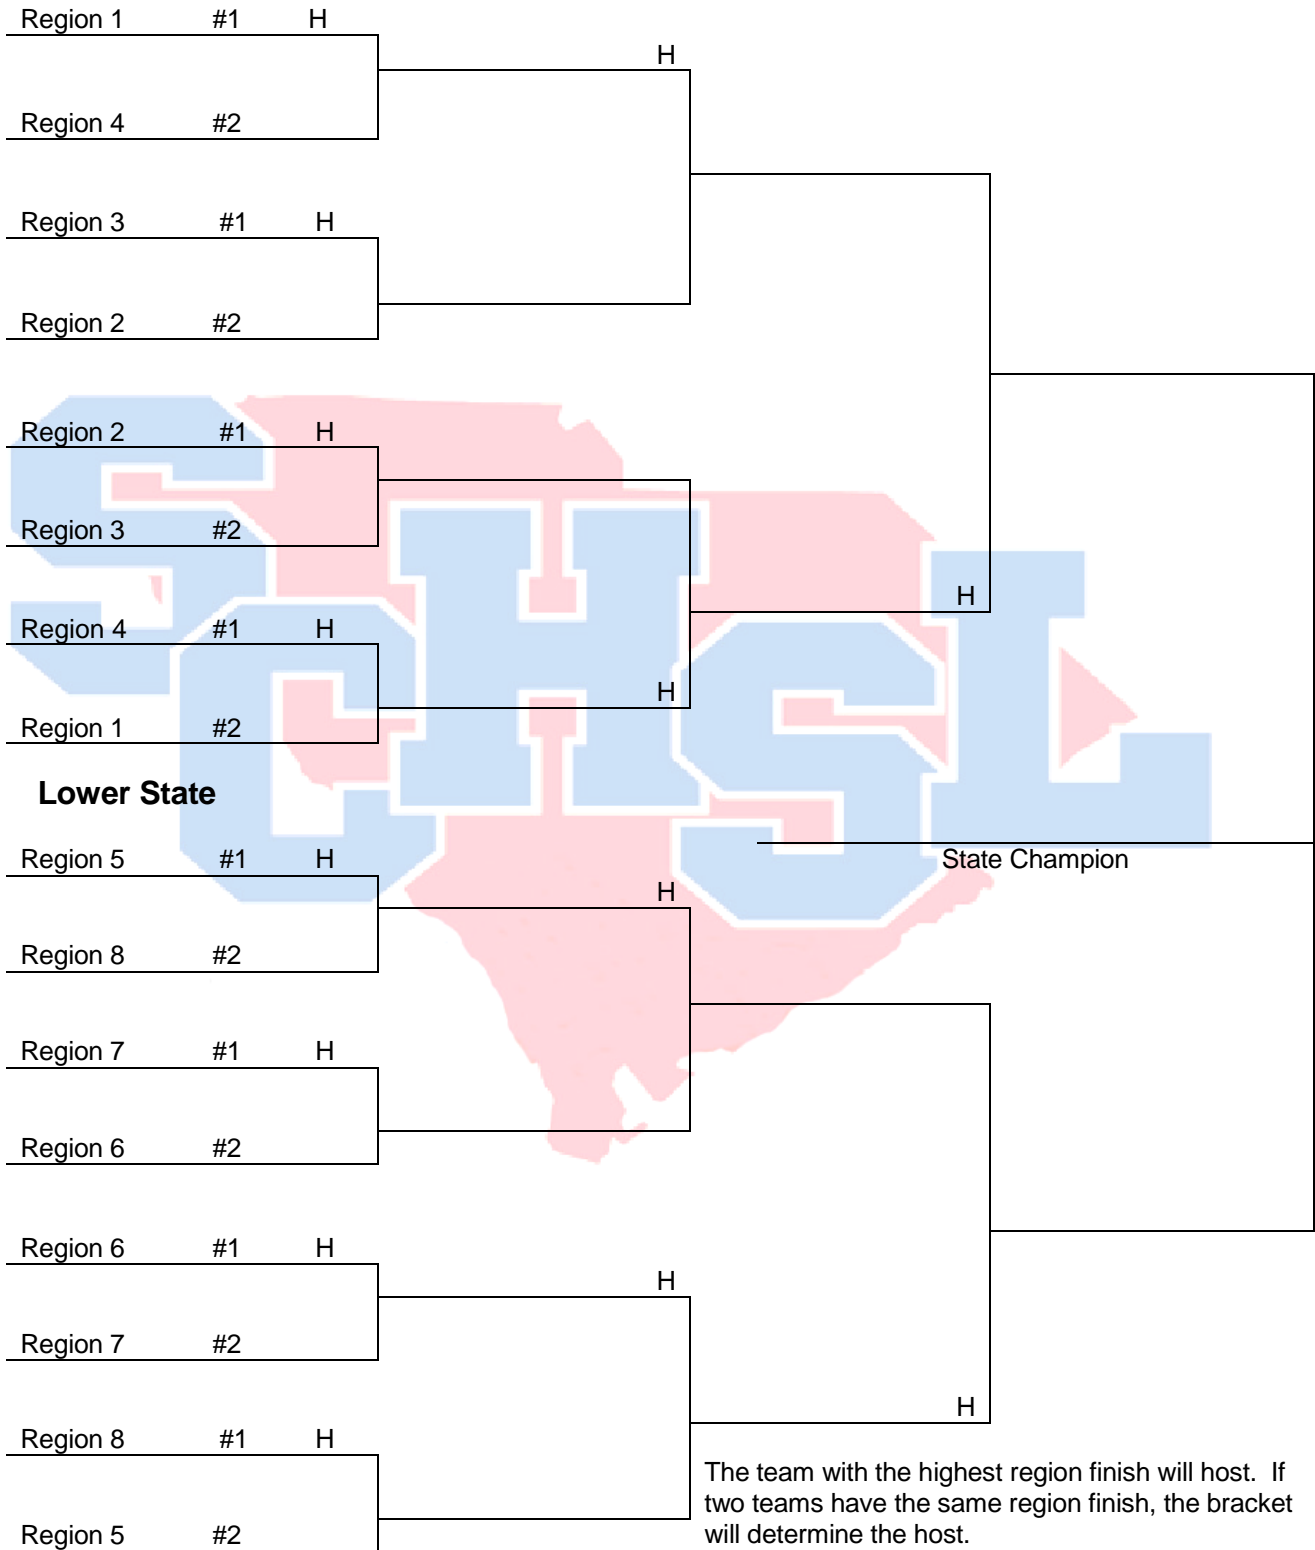 Region 1 #1 H
H
Region 4 #2
Region 3 #1 H
Region 2 #2
Region 2 #1 H
Region 3 #2
H
Region 4 #1 H
H
Region 1 #2
Lower State
Region 5 #1 H
State Champion
H
Region 8 #2
Region 7 #1 H
Region 6 #2
Region 6 #1 H
H
Region 7 #2
H
Region 8 #1 H
The team with the highest region finish will host. If
two teams have the same region finish, the bracket
will determine the host.
Region 5 #2
SCHSL